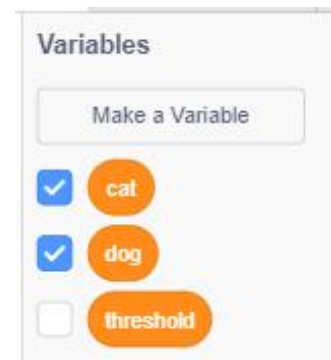 Variables
Make a Variable
cat
dog
threshold